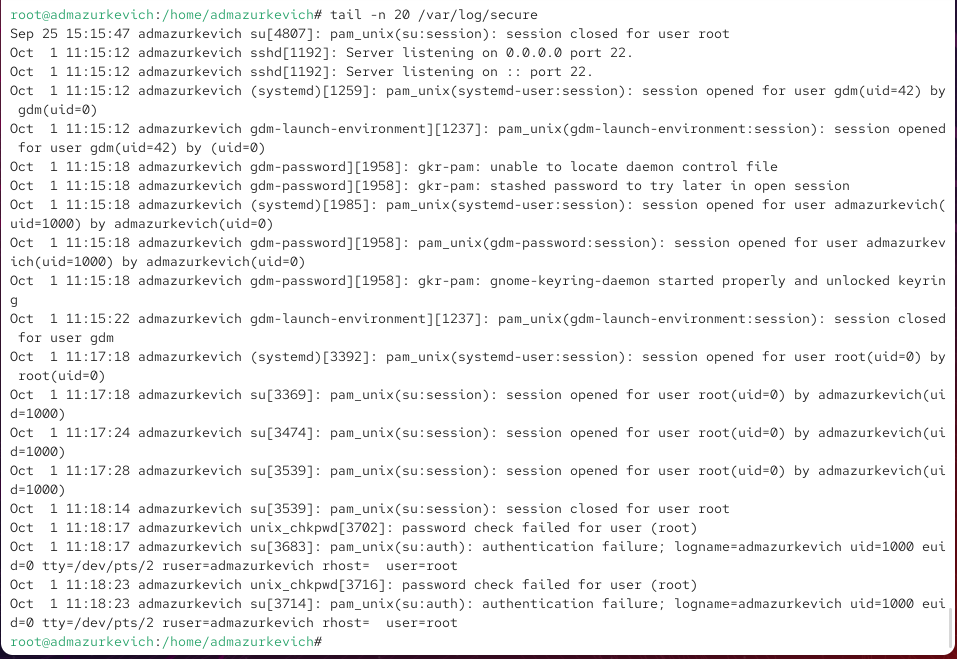 root@admazurkevich:/home/admazurkevich# tail -n 20 /var/log/secure
Sep 25 15:15:47 admazurkevich su[4807]: pam_unix(su:session): session closed for user root
Oct  1 11:15:12 admazurkevich sshd[1192]: Server listening on 0.0.0.0 port 22.
Oct  1 11:15:12 admazurkevich sshd[1192]: Server listening on :: port 22.
Oct  1 11:15:12 admazurkevich (systemd)[1259]: pam_unix(systemd-user:session): session opened for user gdm(uid=42) by
 gdm(uid=0)
Oct  1 11:15:12 admazurkevich gdm-launch-environment][1237]: pam_unix(gdm-launch-environment:session): session opened
 for user gdm(uid=42) by (uid=0)
Oct  1 11:15:18 admazurkevich gdm-password][1958]: gkr-pam: unable to locate daemon control file
Oct  1 11:15:18 admazurkevich gdm-password][1958]: gkr-pam: stashed password to try later in open session
Oct  1 11:15:18 admazurkevich (systemd)[1985]: pam_unix(systemd-user:session): session opened for user admazurkevich(
uid=1000) by admazurkevich(uid=0)
Oct  1 11:15:18 admazurkevich gdm-password][1958]: pam_unix(gdm-password:session): session opened for user admazurkev
ich(uid=1000) by admazurkevich(uid=0)
Oct  1 11:15:18 admazurkevich gdm-password][1958]: gkr-pam: gnome-keyring-daemon started properly and unlocked keyrin
g
Oct  1 11:15:22 admazurkevich gdm-launch-environment][1237]: pam_unix(gdm-launch-environment:session): session closed
 for user gdm
Oct  1 11:17:18 admazurkevich (systemd)[3392]: pam_unix(systemd-user:session): session opened for user root(uid=0) by
 root(uid=0)
Oct  1 11:17:18 admazurkevich su[3369]: pam_unix(su:session): session opened for user root(uid=0) by admazurkevich(ui
d=1000)
Oct  1 11:17:24 admazurkevich su[3474]: pam_unix(su:session): session opened for user root(uid=0) by admazurkevich(ui
d=1000)
Oct  1 11:17:28 admazurkevich su[3539]: pam_unix(su:session): session opened for user root(uid=0) by admazurkevich(ui
d=1000)
Oct  1 11:18:14 admazurkevich su[3539]: pam_unix(su:session): session closed for user root
Oct  1 11:18:17 admazurkevich unix_chkpwd[3702]: password check failed for user (root)
Oct  1 11:18:17 admazurkevich su[3683]: pam_unix(su:auth): authentication failure; logname=admazurkevich uid=1000 eui
d=0 tty=/dev/pts/2 ruser=admazurkevich rhost=  user=root
Oct  1 11:18:23 admazurkevich unix_chkpwd[3716]: password check failed for user (root)
Oct  1 11:18:23 admazurkevich su[3714]: pam_unix(su:auth): authentication failure; logname=admazurkevich uid=1000 eui
d=0 tty=/dev/pts/2 ruser=admazurkevich rhost=  user=root
root@admazurkevich:/home/admazurkevich#